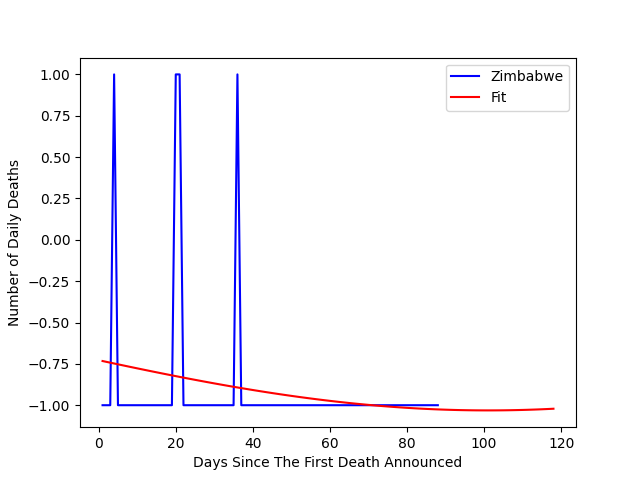 Zimbabwe
Fit
1.00
0.75
0.50
0.25
0.00
−0.25
−0.50
−0.75
−1.00
Number of Daily Deaths
0 20 40 60 80 100 120
Days Since The First Death Announced